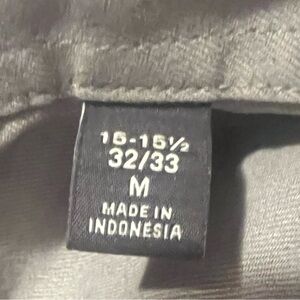 15-15½
32/33
M
MADE IN
INDONESIA